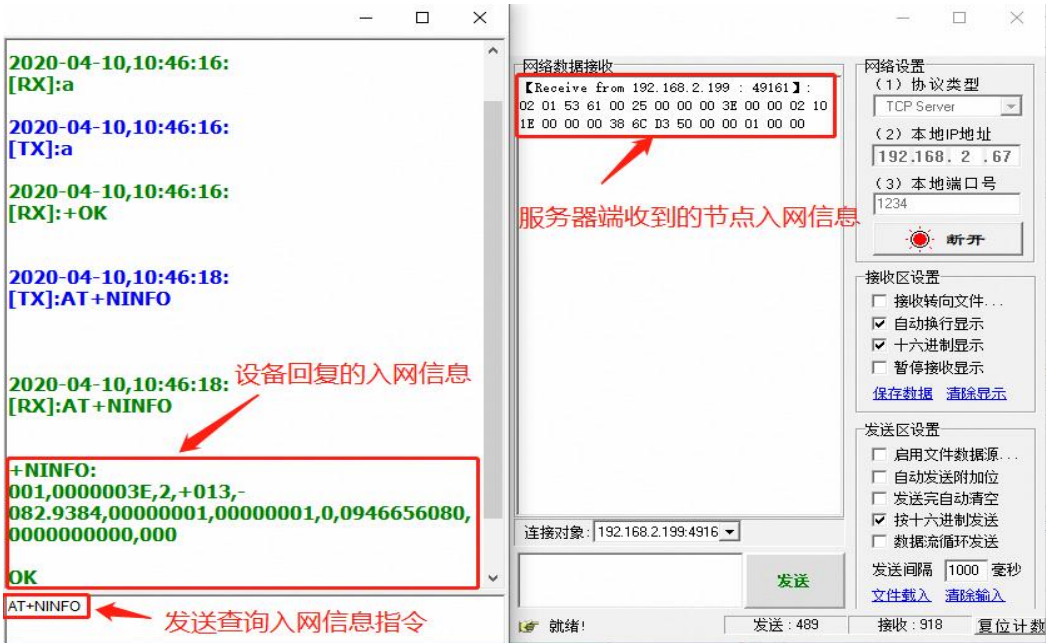 2020-04-10,10:46:16:
[RX]:a
2020-04-10,10:46:16:
[TX]:a
2020-04-10,10:46:16:
[RX]:+OK
2020-04-10,10:46:18:
[TX]:AT+NINFO
设备回复的入网信息
2020-04-10,10:46:18:
[RX]:AT+NINFO
+NINFO:
001,0000003E,2,+013,-
082.9384,00000001,00000001,0,0946656080,
0000000000,000
OK
AT+NINFO
发送查询入网信息指令
网络数据接收
【Receive from 192.168.2.199 : 49161】:
02 01 53 61 00 25 00 00 00 3E 00 00 02 10
1E 00 00 00 38 6C D3 50 00 00 01 00 00
服务器端收到的节点入网信息
连接对象: 192.168.2.199:4916
发送
就绪!
发送 : 489
接收 : 918
复位计数
网络设置
（1）协议类型
TCP Server
（2）本地IP地址
192.168. 2 .67
（3）本地端口号
1234
断开
接收区设置
接收转向文件...
自动换行显示
十六进制显示
暂停接收显示
保存数据 清除显示
发送区设置
启用文件数据源...
自动发送附加位
发送完自动清空
按十六进制发送
数据流循环发送
发送间隔 1000 毫秒
文件载入 清除输入